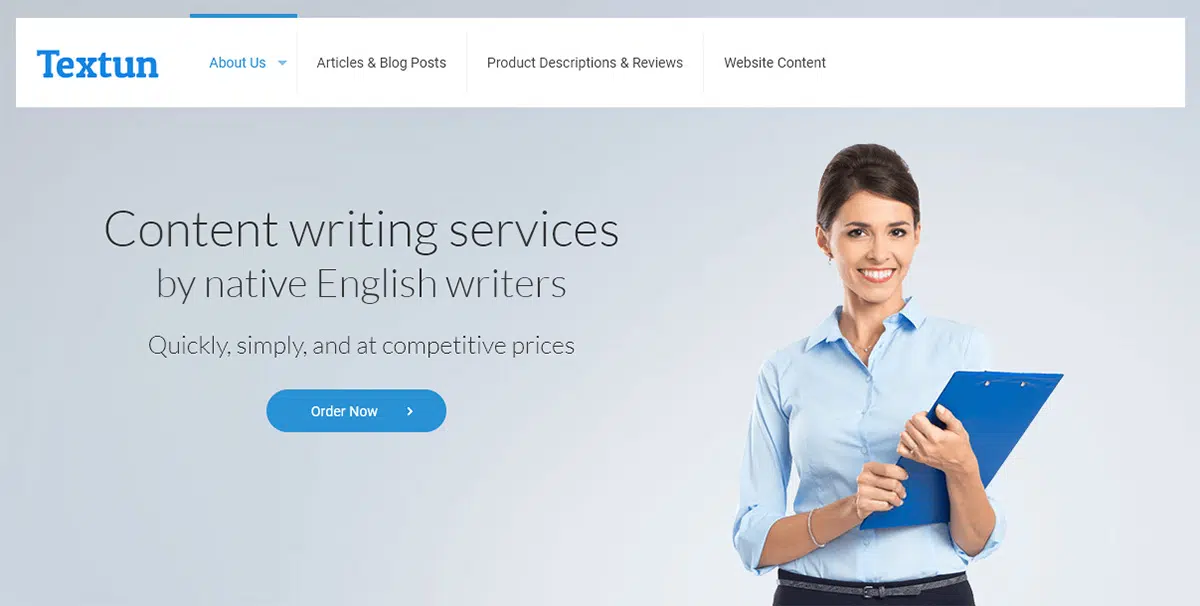 Textun
About Us
Articles & Blog Posts
Product Descriptions & Reviews
Website Content
Content writing services
by native English writers
Quickly, simply, and at competitive prices
Order Now